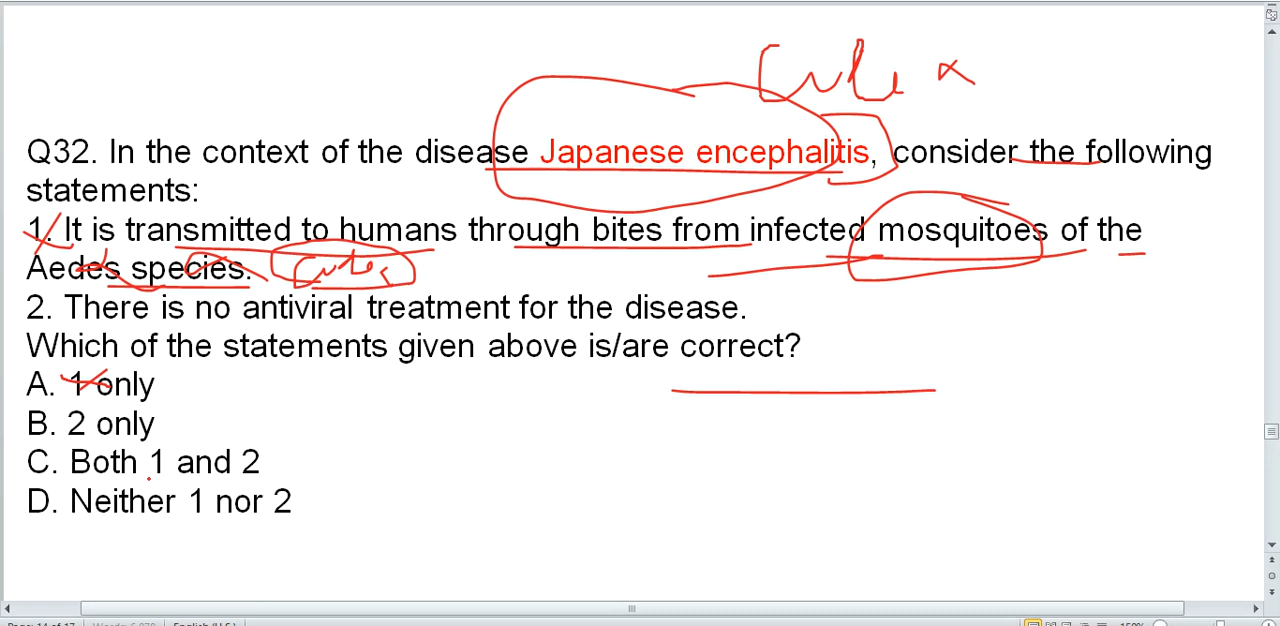 Culex
Q32. In the context of the disease Japanese encephalitis, consider the following
statements:
1. It is transmitted to humans through bites from infected mosquitoes of the
Aedes species. Culex
2. There is no antiviral treatment for the disease.
Which of the statements given above is/are correct?
A. 1 only
B. 2 only
C. Both 1 and 2
D. Neither 1 nor 2